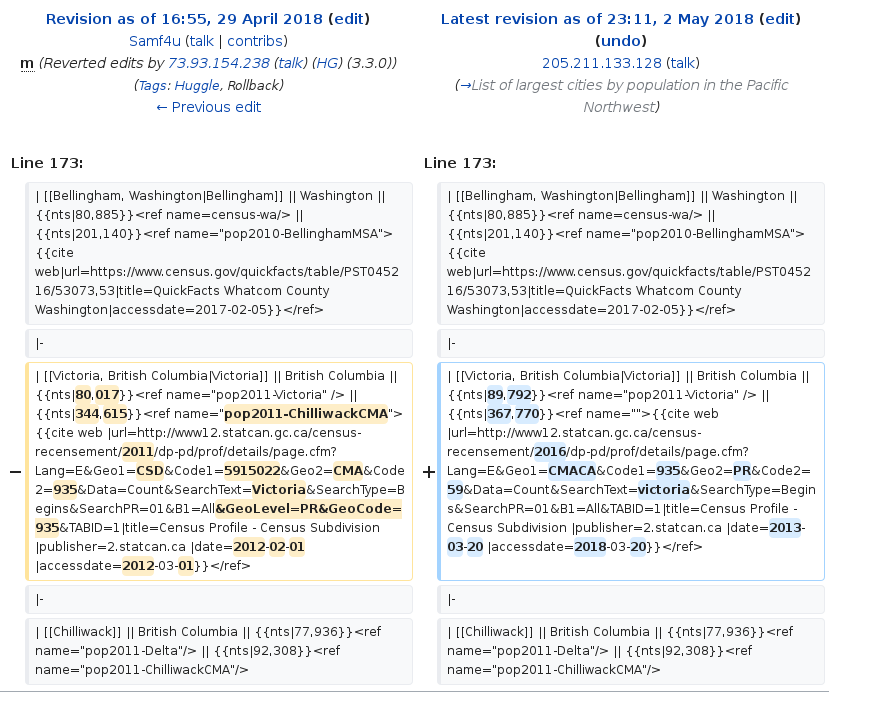 Revision as of 16:55, 29 April 2018 (edit)
Samf4u (talk | contribs)
m (Reverted edits by 73.93.154.238 (talk) (HG) (3.3.0))
(Tags: Huggle, Rollback)
← Previous edit
Latest revision as of 23:11, 2 May 2018 (edit)
(undo)
205.211.133.128 (talk)
(→List of largest cities by population in the Pacific
Northwest)
Line 173:
| [[Bellingham, Washington|Bellingham]] || Washington ||
{{nts|80,885}}<ref name=census-wa/> ||
{{nts|201,140}}<ref name="pop2010-BellinghamMSA">
{{cite
web|url=https://www.census.gov/quickfacts/table/PST0452
16/53073,53|title=QuickFacts Whatcom County
Washington|accessdate=2017-02-05}}</ref>
|-
− | [[Victoria, British Columbia|Victoria]] || British Columbia ||
{{nts|80,017}}<ref name="pop2011-Victoria" /> ||
{{nts|344,615}}<ref name="pop2011-ChilliwackCMA">
{{cite web |url=http://www12.statcan.gc.ca/census-
recensement/2011/dp-pd/prof/details/page.cfm?
Lang=E&Geo1=CSD&Code1=5915022&Geo2=CMA&Code
2=935&Data=Count&SearchText=Victoria&SearchType=B
egins&SearchPR=01&B1=All&GeoLevel=PR&GeoCode=
935&TABID=1|title=Census Profile - Census Subdivision
|publisher=2.statcan.ca |date=2012-02-01
|accessdate=2012-03-01}}</ref>
|-
| [[Chilliwack]] || British Columbia || {{nts|77,936}}<ref
name="pop2011-Delta"/> || {{nts|92,308}}<ref
name="pop2011-ChilliwackCMA"/>
Line 173:
| [[Bellingham, Washington|Bellingham]] || Washington ||
{{nts|80,885}}<ref name=census-wa/> ||
{{nts|201,140}}<ref name="pop2010-BellinghamMSA">
{{cite
web|url=https://www.census.gov/quickfacts/table/PST0452
16/53073,53|title=QuickFacts Whatcom County
Washington|accessdate=2017-02-05}}</ref>
|-
+ | [[Victoria, British Columbia|Victoria]] || British Columbia ||
{{nts|89,792}}<ref name="pop2011-Victoria" /> ||
{{nts|367,770}}<ref name="">{{cite web
|url=http://www12.statcan.gc.ca/census-
recensement/2016/dp-pd/prof/details/page.cfm?
Lang=E&Geo1=CMACA&Code1=935&Geo2=PR&Code2=
59&Data=Count&SearchText=victoria&SearchType=Begin
s&SearchPR=01&B1=All&TABID=1|title=Census Profile -
Census Subdivision |publisher=2.statcan.ca |date=2013-
03-20 |accessdate=2018-03-20}}</ref>
|-
| [[Chilliwack]] || British Columbia || {{nts|77,936}}<ref
name="pop2011-Delta"/> || {{nts|92,308}}<ref
name="pop2011-ChilliwackCMA"/>